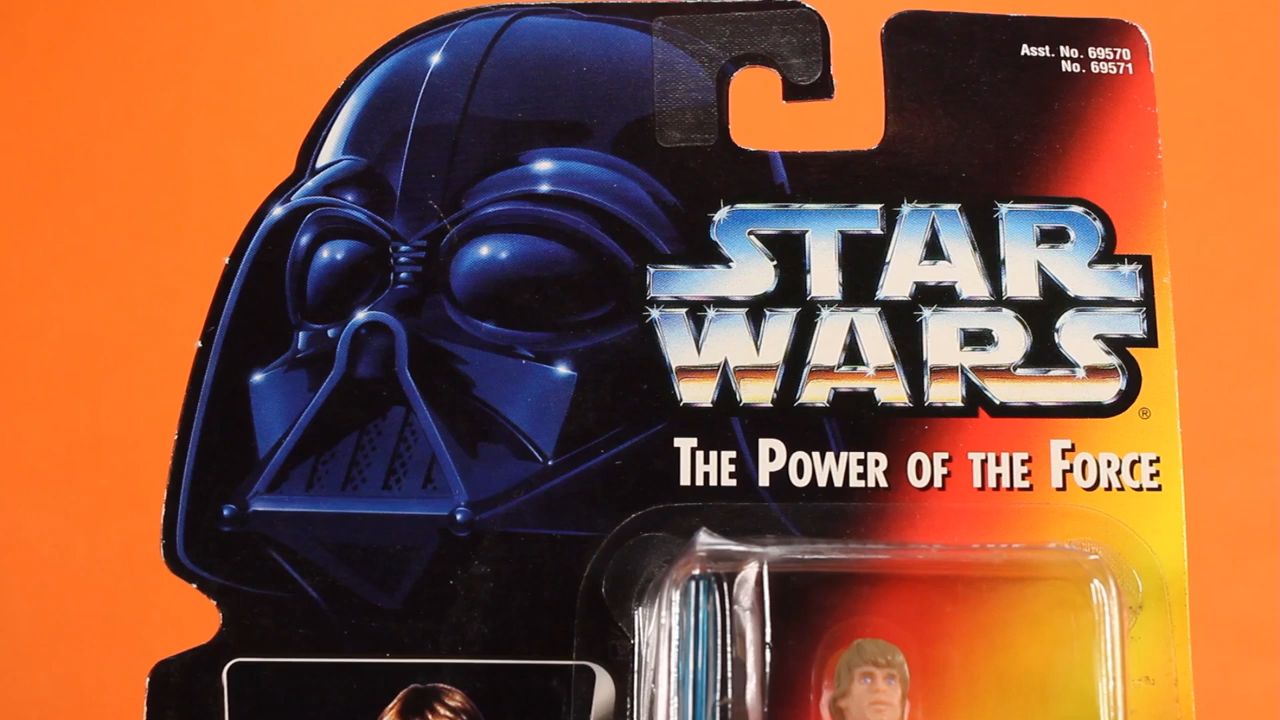 Asst. No. 69570
No. 69571
STAR
WARS
®
THE POWER OF THE FORCE